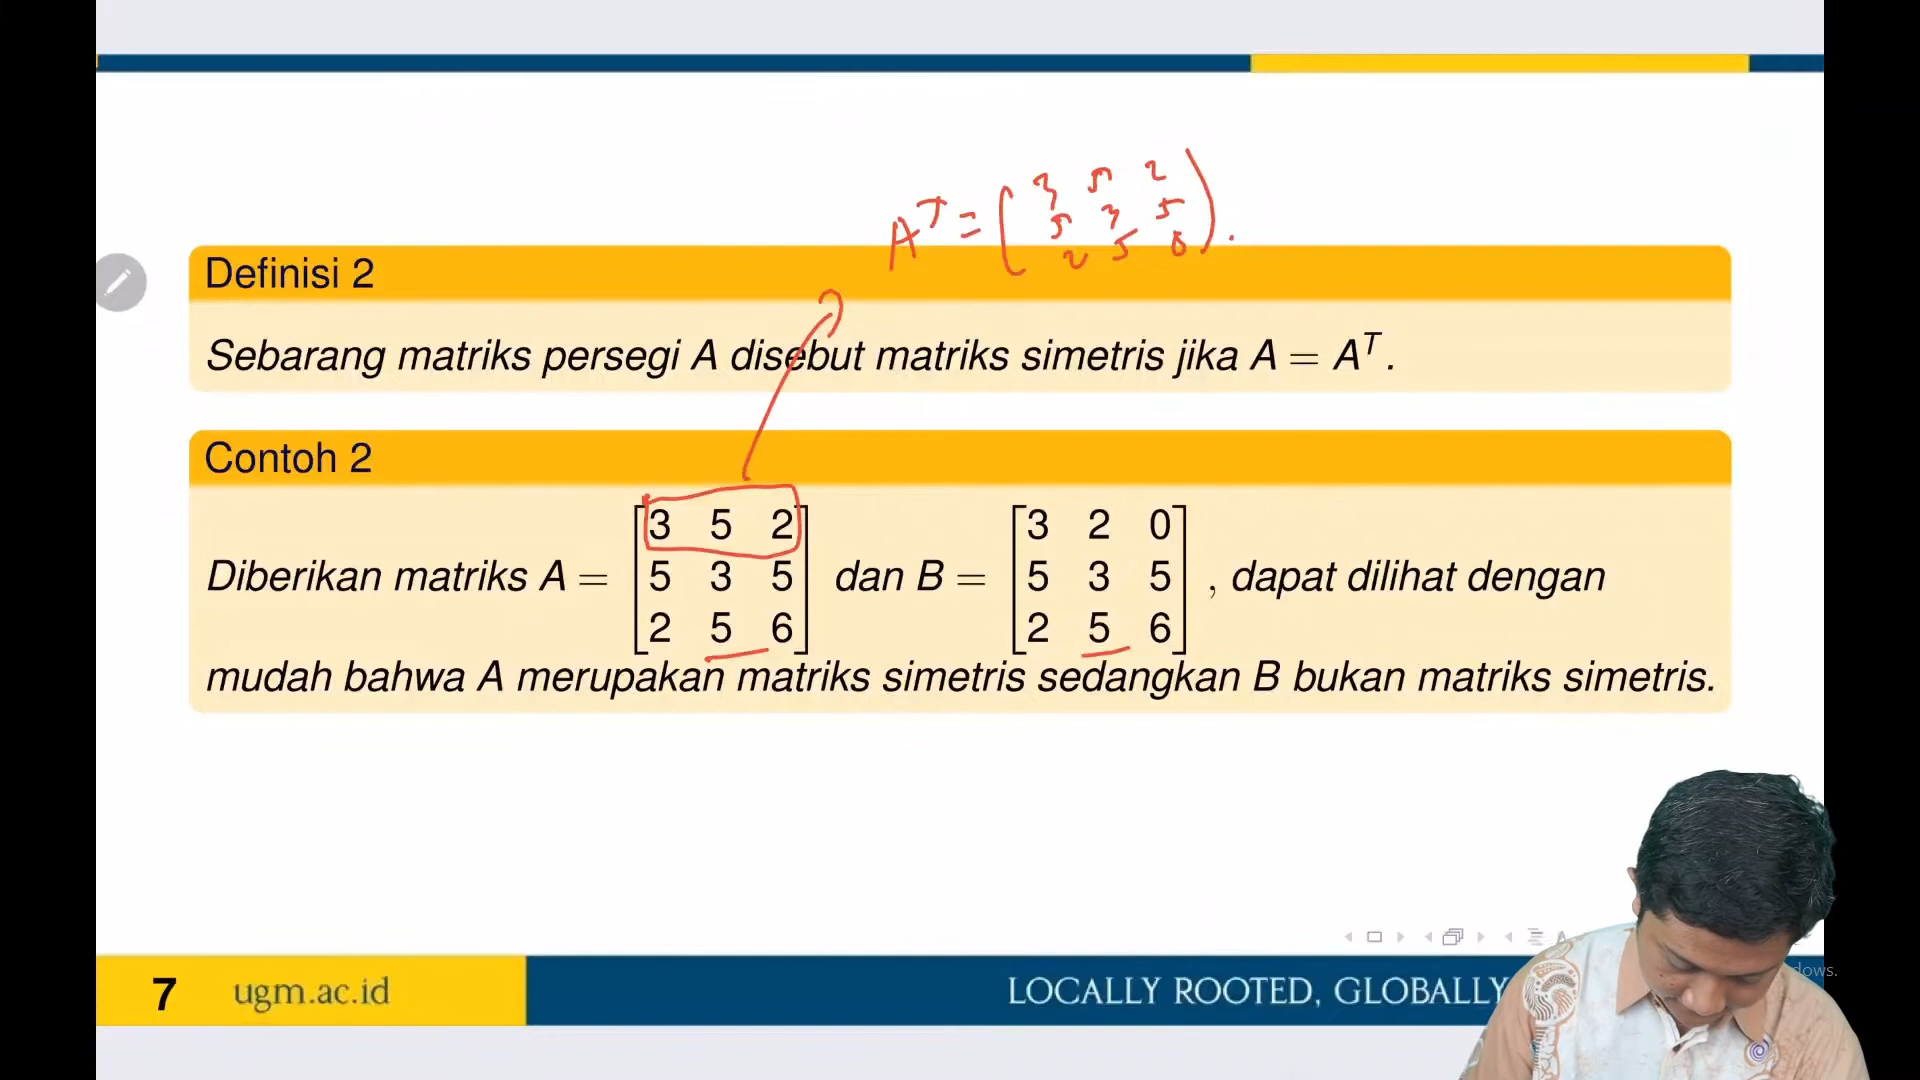 A^T = ( 3 5 2
5 3 5
2 5 6 ).
Definisi 2
Sebarang matriks persegi A disebut matriks simetris jika A = A^T.
Contoh 2
Diberikan matriks A = [3 5 2; 5 3 5; 2 5 6] dan B = [3 2 0; 5 3 5; 2 5 6], dapat dilihat dengan
mudah bahwa A merupakan matriks simetris sedangkan B bukan matriks simetris.
7 ugm.ac.id LOCALLY ROOTED, GLOBALLY
dows.